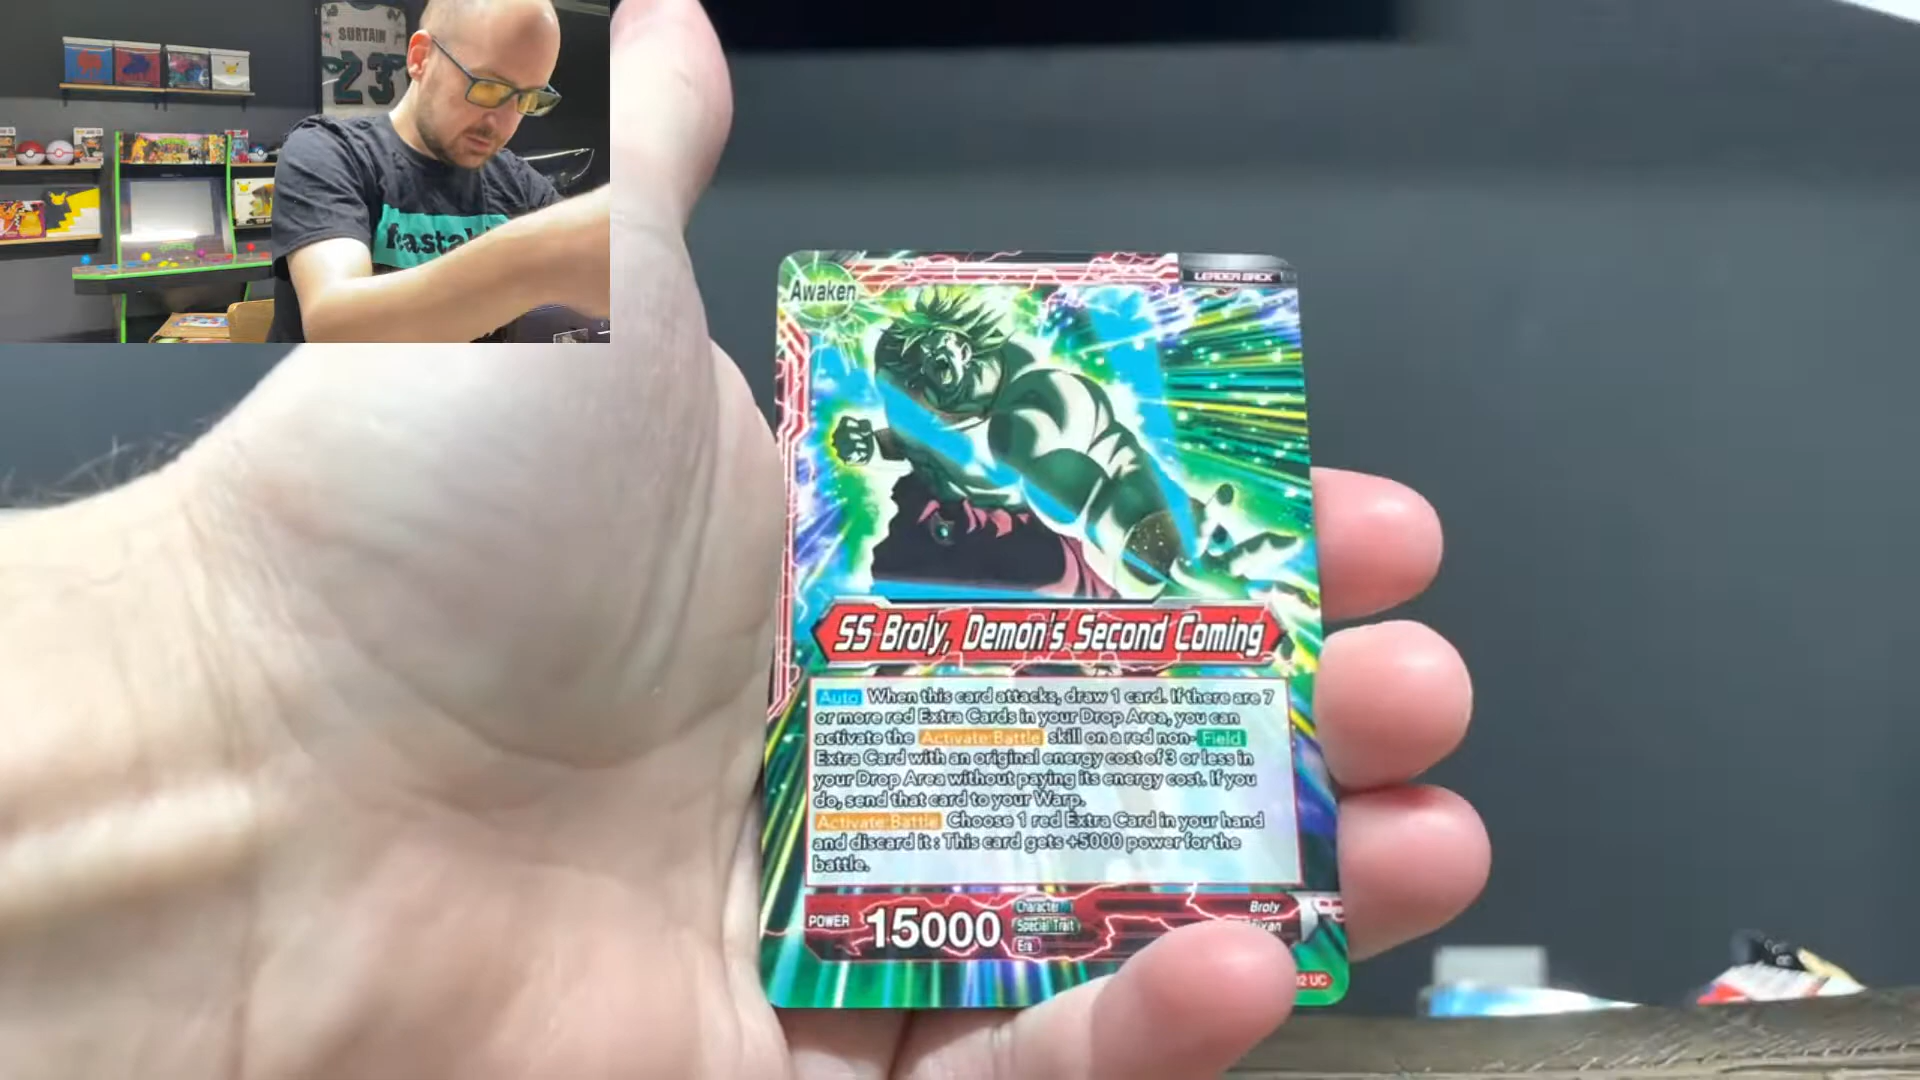 SURTAIN
23
Awaken
LEADER BACK
SS Broly, Demon's Second Coming
Auto When this card attacks, draw 1 card. If there are 7
or more red Extra Cards in your Drop Area, you can
activate the Activate:Battle skill on a red non- Field
Extra Card with an original energy cost of 3 or less in
your Drop Area without paying its energy cost. If you
do, send that card to your Warp.
Activate:Battle Choose 1 red Extra Card in your hand
and discard it : This card gets +5000 power for the
battle.
POWER 15000
Character Broly
Special Trait
Era
UC